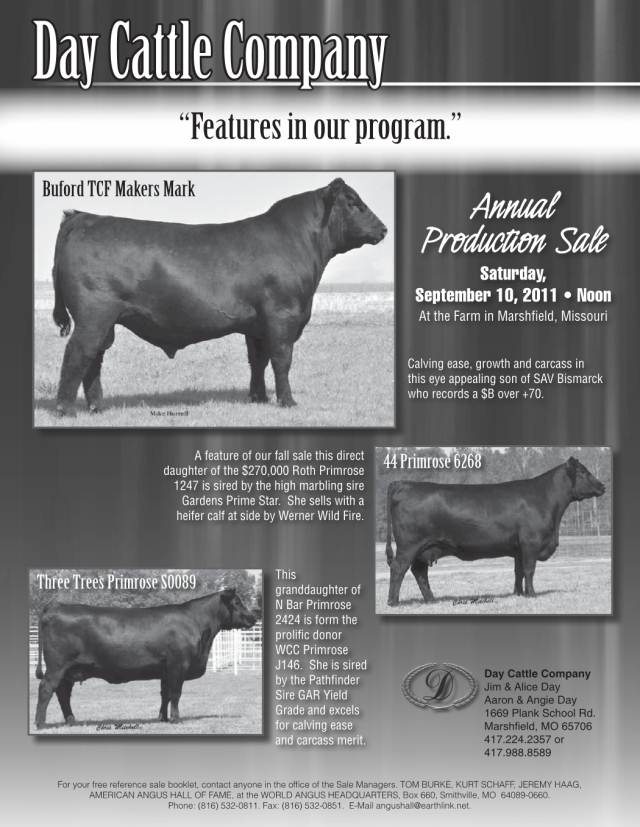 Day Cattle Company
“Features in our program.”
Buford TCF Makers Mark
Mike Harrell
Annual
Production Sale
Saturday,
September 10, 2011 • Noon
At the Farm in Marshfield, Missouri
Calving ease, growth and carcass in
this eye appealing son of SAV Bismarck
who records a $B over +70.
A feature of our fall sale this direct
daughter of the $270,000 Roth Primrose
1247 is sired by the high marbling sire
Gardens Prime Star. She sells with a
heifer calf at side by Werner Wild Fire.
44 Primrose 6268
Chris Mitchell
Three Trees Primrose S0089
Chris Mitchell
This
granddaughter of
N Bar Primrose
2424 is form the
prolific donor
WCC Primrose
J146. She is sired
by the Pathfinder
Sire GAR Yield
Grade and excels
for calving ease
and carcass merit.
D
Day Cattle Company
Jim & Alice Day
Aaron & Angie Day
1669 Plank School Rd.
Marshfield, MO 65706
417.224.2357 or
417.988.8589
For your free reference sale booklet, contact anyone in the office of the Sale Managers. TOM BURKE, KURT SCHAFF, JEREMY HAAG,
AMERICAN ANGUS HALL OF FAME, at the WORLD ANGUS HEADQUARTERS, Box 660, Smithville, MO 64089-0660.
Phone: (816) 532-0811. Fax: (816) 532-0851. E-Mail angushall@earthlink.net.